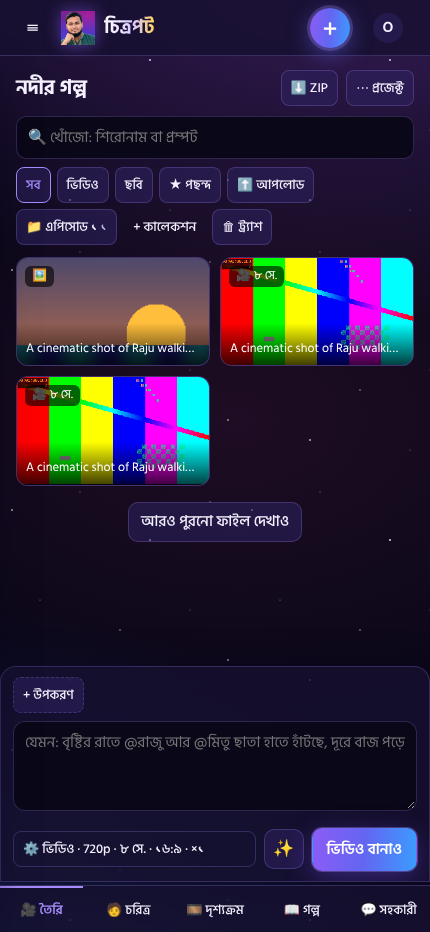 চিত্রপট
+
O
নদীর গল্প
⬇️ ZIP
⋯ প্রজেক্ট
🔍 খোঁজো: শিরোনাম বা প্রম্পট
সব
ভিডিও
ছবি
★ পছন্দ
⬆️ আপলোড
📁 এপিসোড ১ ১
+ কালেকশন
🗑 ট্র্যাশ
🖼️
A cinematic shot of Raju walki...
🎥 ৮ সে.
A cinematic shot of Raju walki...
🎥 ৮ সে.
A cinematic shot of Raju walki...
আরও পুরনো ফাইল দেখাও
+ উপকরণ
যেমন: বৃষ্টির রাতে @রাজু আর @মিতু ছাতা হাতে হাঁটছে, দূরে বাজ পড়ে
⚙️ ভিডিও · 720p · ৮ সে. · ১৬:৯ · ×১
✨
ভিডিও বানাও
🎥 তৈরি
🧑 চরিত্র
🎞️ দৃশ্যক্রম
📖 গল্প
💬 সহকারী